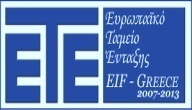 ΕΤΕ
Ευρωπαϊκό
Ταμείο
Ένταξης
EIF - GREECE
2007-2013